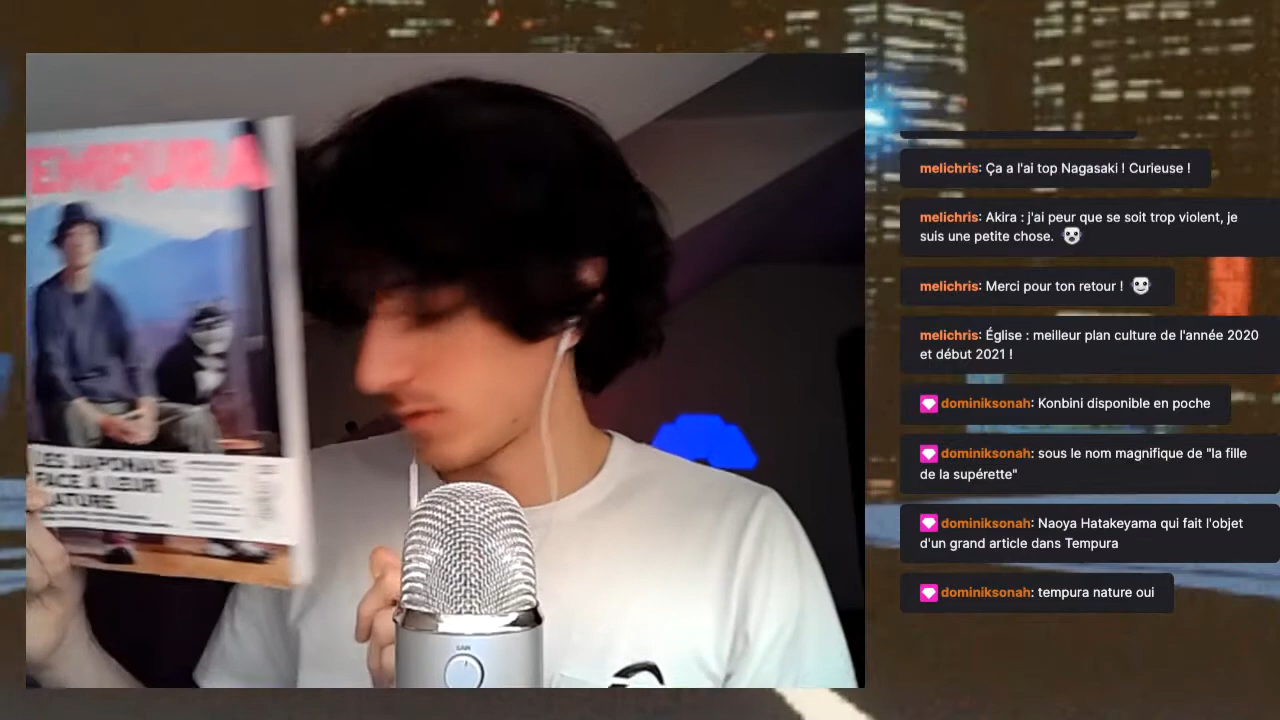 TEMPURA
LES JAPONAIS
FACE À LEUR
NATURE
GAIN
melichris: Ça a l'ai top Nagasaki ! Curieuse !
melichris: Akira : j'ai peur que se soit trop violent, je
suis une petite chose.
melichris: Merci pour ton retour !
melichris: Église : meilleur plan culture de l'année 2020
et début 2021 !
dominiksonah: Konbini disponible en poche
dominiksonah: sous le nom magnifique de "la fille
de la supérette"
dominiksonah: Naoya Hatakeyama qui fait l'objet
d'un grand article dans Tempura
dominiksonah: tempura nature oui